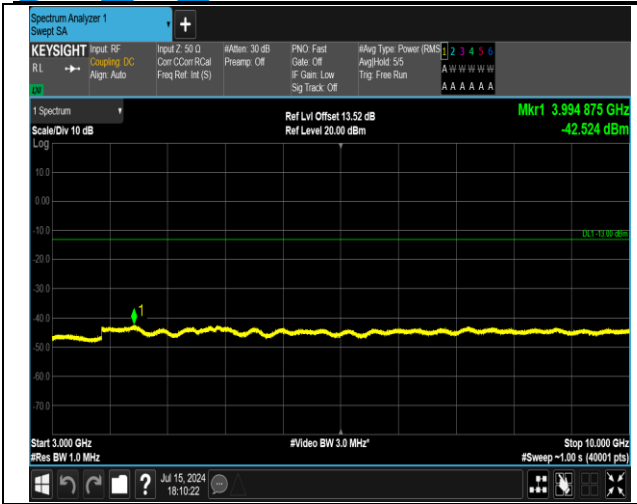 Spectrum Analyzer 1
Swept SA
+
KEYSIGHT
RL
LXI
Input: RF
Coupling: DC
Align: Auto
Input Z: 50 Ω
Corr CCorr RCal
Freq Ref: Int (S)
#Atten: 30 dB
Preamp: Off
PNO: Fast
Gate: Off
IF Gain: Low
Sig Track: Off
#Avg Type: Power (RMS
Avg|Hold: 5/5
Trig: Free Run
1 2 3 4 5 6
A W W W W W
A A A A A A
1 Spectrum
Scale/Div 10 dB
Log
Ref Lvl Offset 13.52 dB
Ref Level 20.00 dBm
Mkr1 3.994 875 GHz
-42.524 dBm
10.0
0.00
-10.0
DL1 -13.00 dBm
-20.0
-30.0
-40.0
1
-50.0
-60.0
-70.0
Start 3.000 GHz
#Res BW 1.0 MHz
#Video BW 3.0 MHz*
Stop 10.000 GHz
#Sweep ~1.00 s (40001 pts)
?
Jul 15, 2024
18:10:22